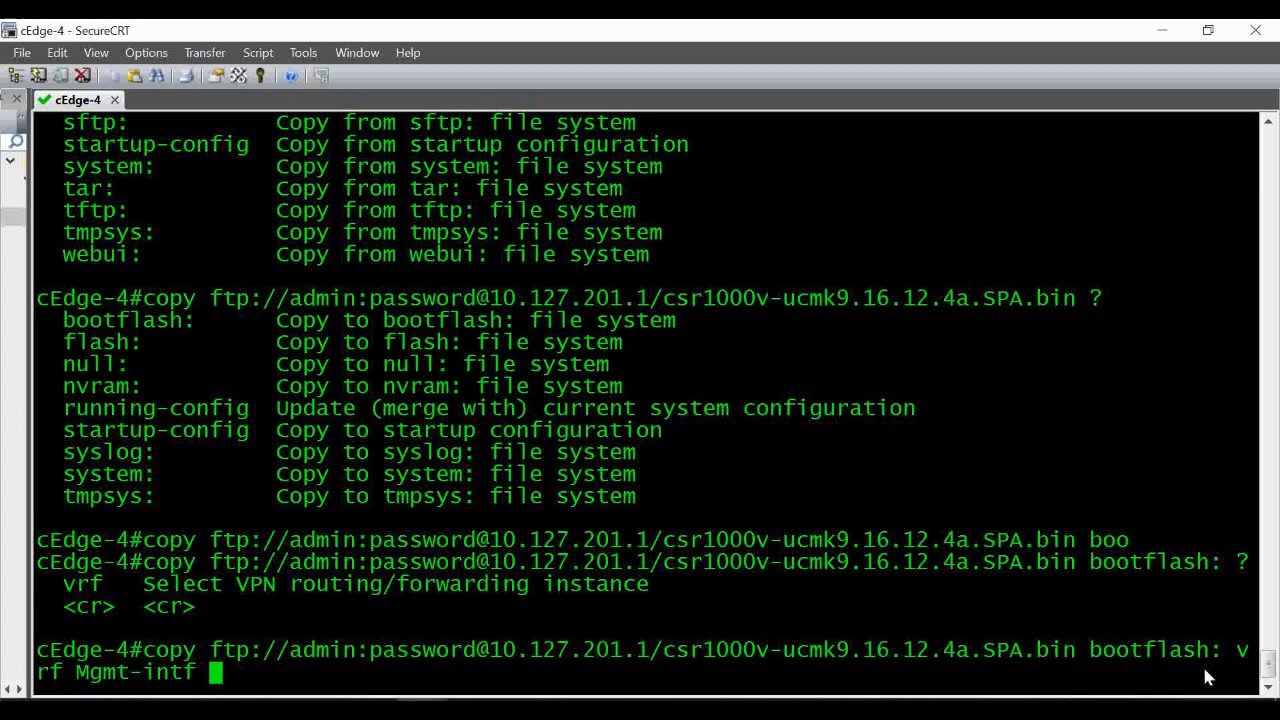 cEdge-4 - SecureCRT
File Edit View Options Transfer Script Tools Window Help
cEdge-4
sftp: Copy from sftp: file system
startup-config Copy from startup configuration
system: Copy from system: file system
tar: Copy from tar: file system
tftp: Copy from tftp: file system
tmpsys: Copy from tmpsys: file system
webui: Copy from webui: file system
cEdge-4#copy ftp://admin:password@10.127.201.1/csr1000v-ucmk9.16.12.4a.SPA.bin ?
bootflash: Copy to bootflash: file system
flash: Copy to flash: file system
null: Copy to null: file system
nvram: Copy to nvram: file system
running-config Update (merge with) current system configuration
startup-config Copy to startup configuration
syslog: Copy to syslog: file system
system: Copy to system: file system
tmpsys: Copy to tmpsys: file system
cEdge-4#copy ftp://admin:password@10.127.201.1/csr1000v-ucmk9.16.12.4a.SPA.bin boo
cEdge-4#copy ftp://admin:password@10.127.201.1/csr1000v-ucmk9.16.12.4a.SPA.bin bootflash: ?
vrf Select VPN routing/forwarding instance
<cr> <cr>
cEdge-4#copy ftp://admin:password@10.127.201.1/csr1000v-ucmk9.16.12.4a.SPA.bin bootflash: v
rf Mgmt-intf